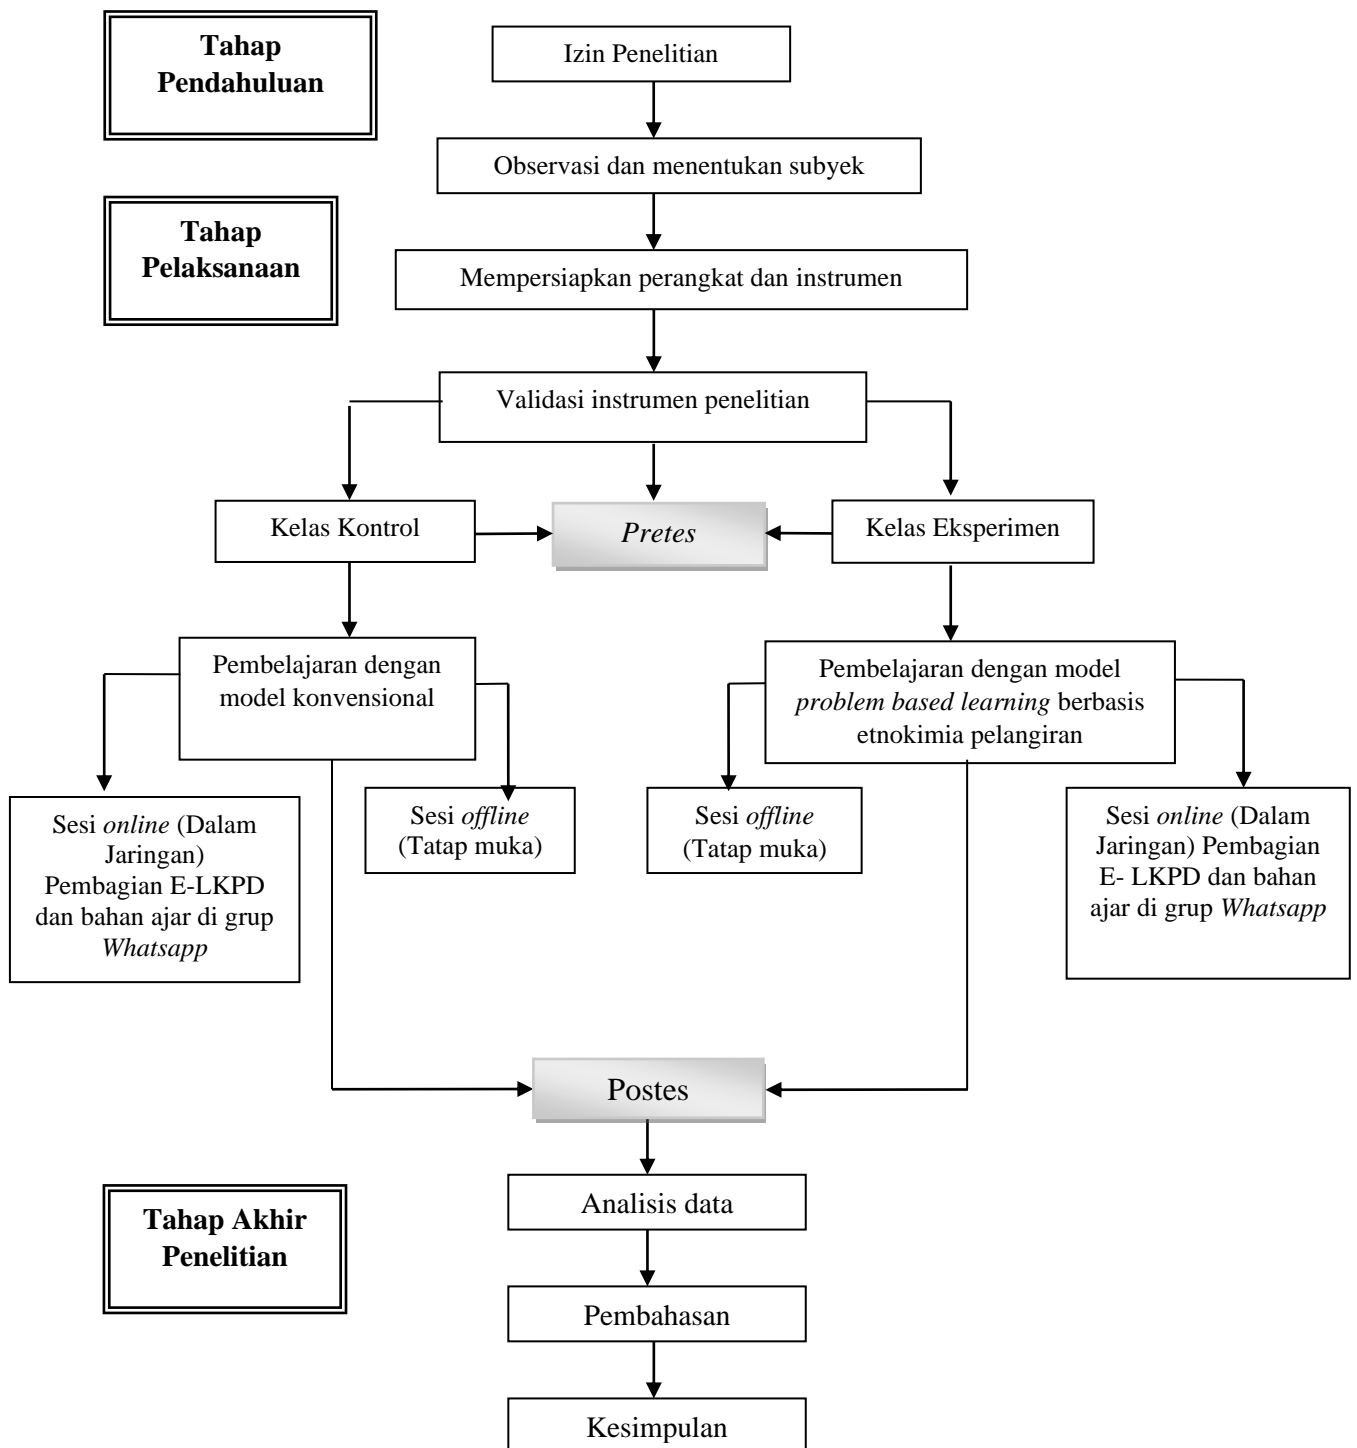 Tahap
Pendahuluan
Izin Penelitian
Observasi dan menentukan subyek
Tahap
Pelaksanaan
Mempersiapkan perangkat dan instrumen
Validasi instrumen penelitian
Kelas Kontrol
Pretes
Kelas Eksperimen
Pembelajaran dengan
model konvensional
Pembelajaran dengan model
problem based learning berbasis
etnokimia pelangiran
Sesi online (Dalam
Jaringan)
Pembagian E-LKPD
dan bahan ajar di grup
Whatsapp
Sesi offline
(Tatap muka)
Sesi offline
(Tatap muka)
Sesi online (Dalam
Jaringan) Pembagian
E- LKPD dan bahan
ajar di grup Whatsapp
Postes
Analisis data
Tahap Akhir
Penelitian
Pembahasan
Kesimpulan